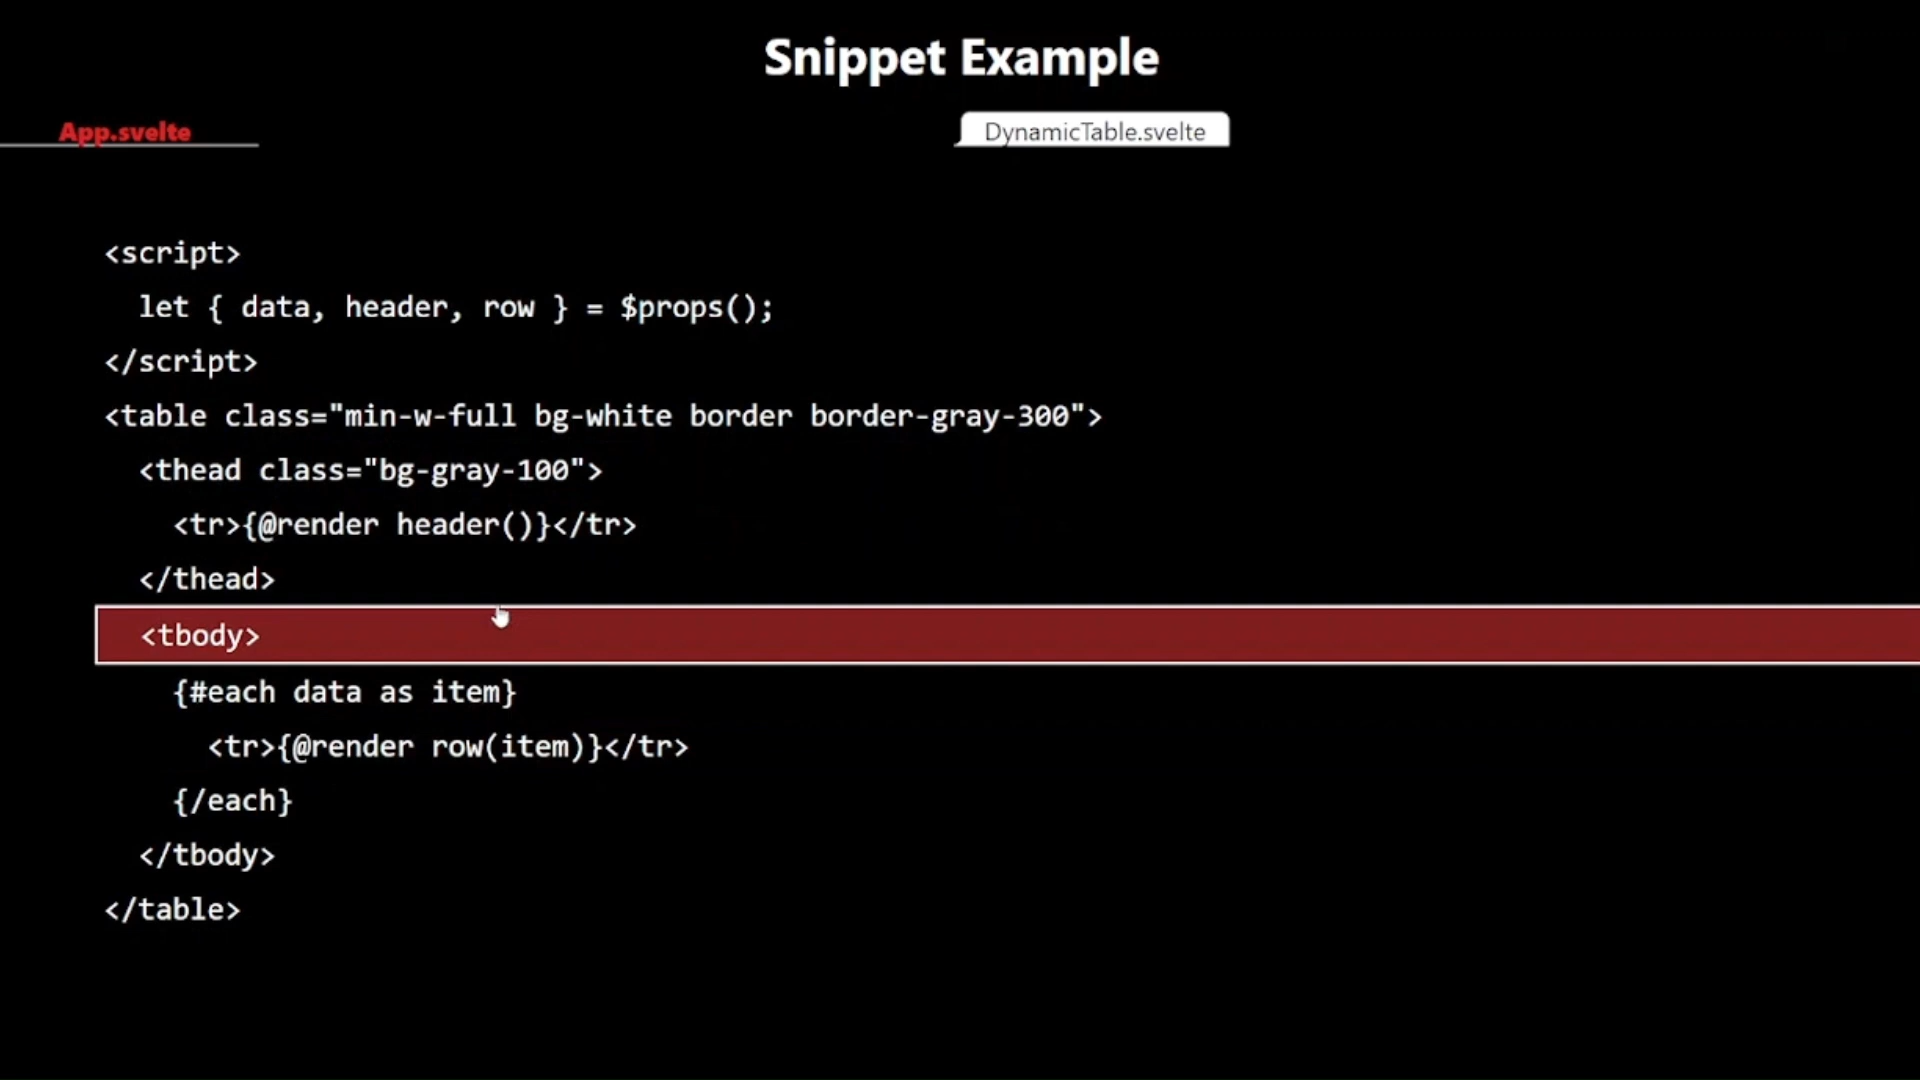 Snippet Example
App.svelte
DynamicTable.svelte
<script>
let { data, header, row } = $props();
</script>
<table class="min-w-full bg-white border border-gray-300">
<thead class="bg-gray-100">
<tr>{@render header()}</tr>
</thead>
<tbody>
{#each data as item}
<tr>{@render row(item)}</tr>
{/each}
</tbody>
</table>